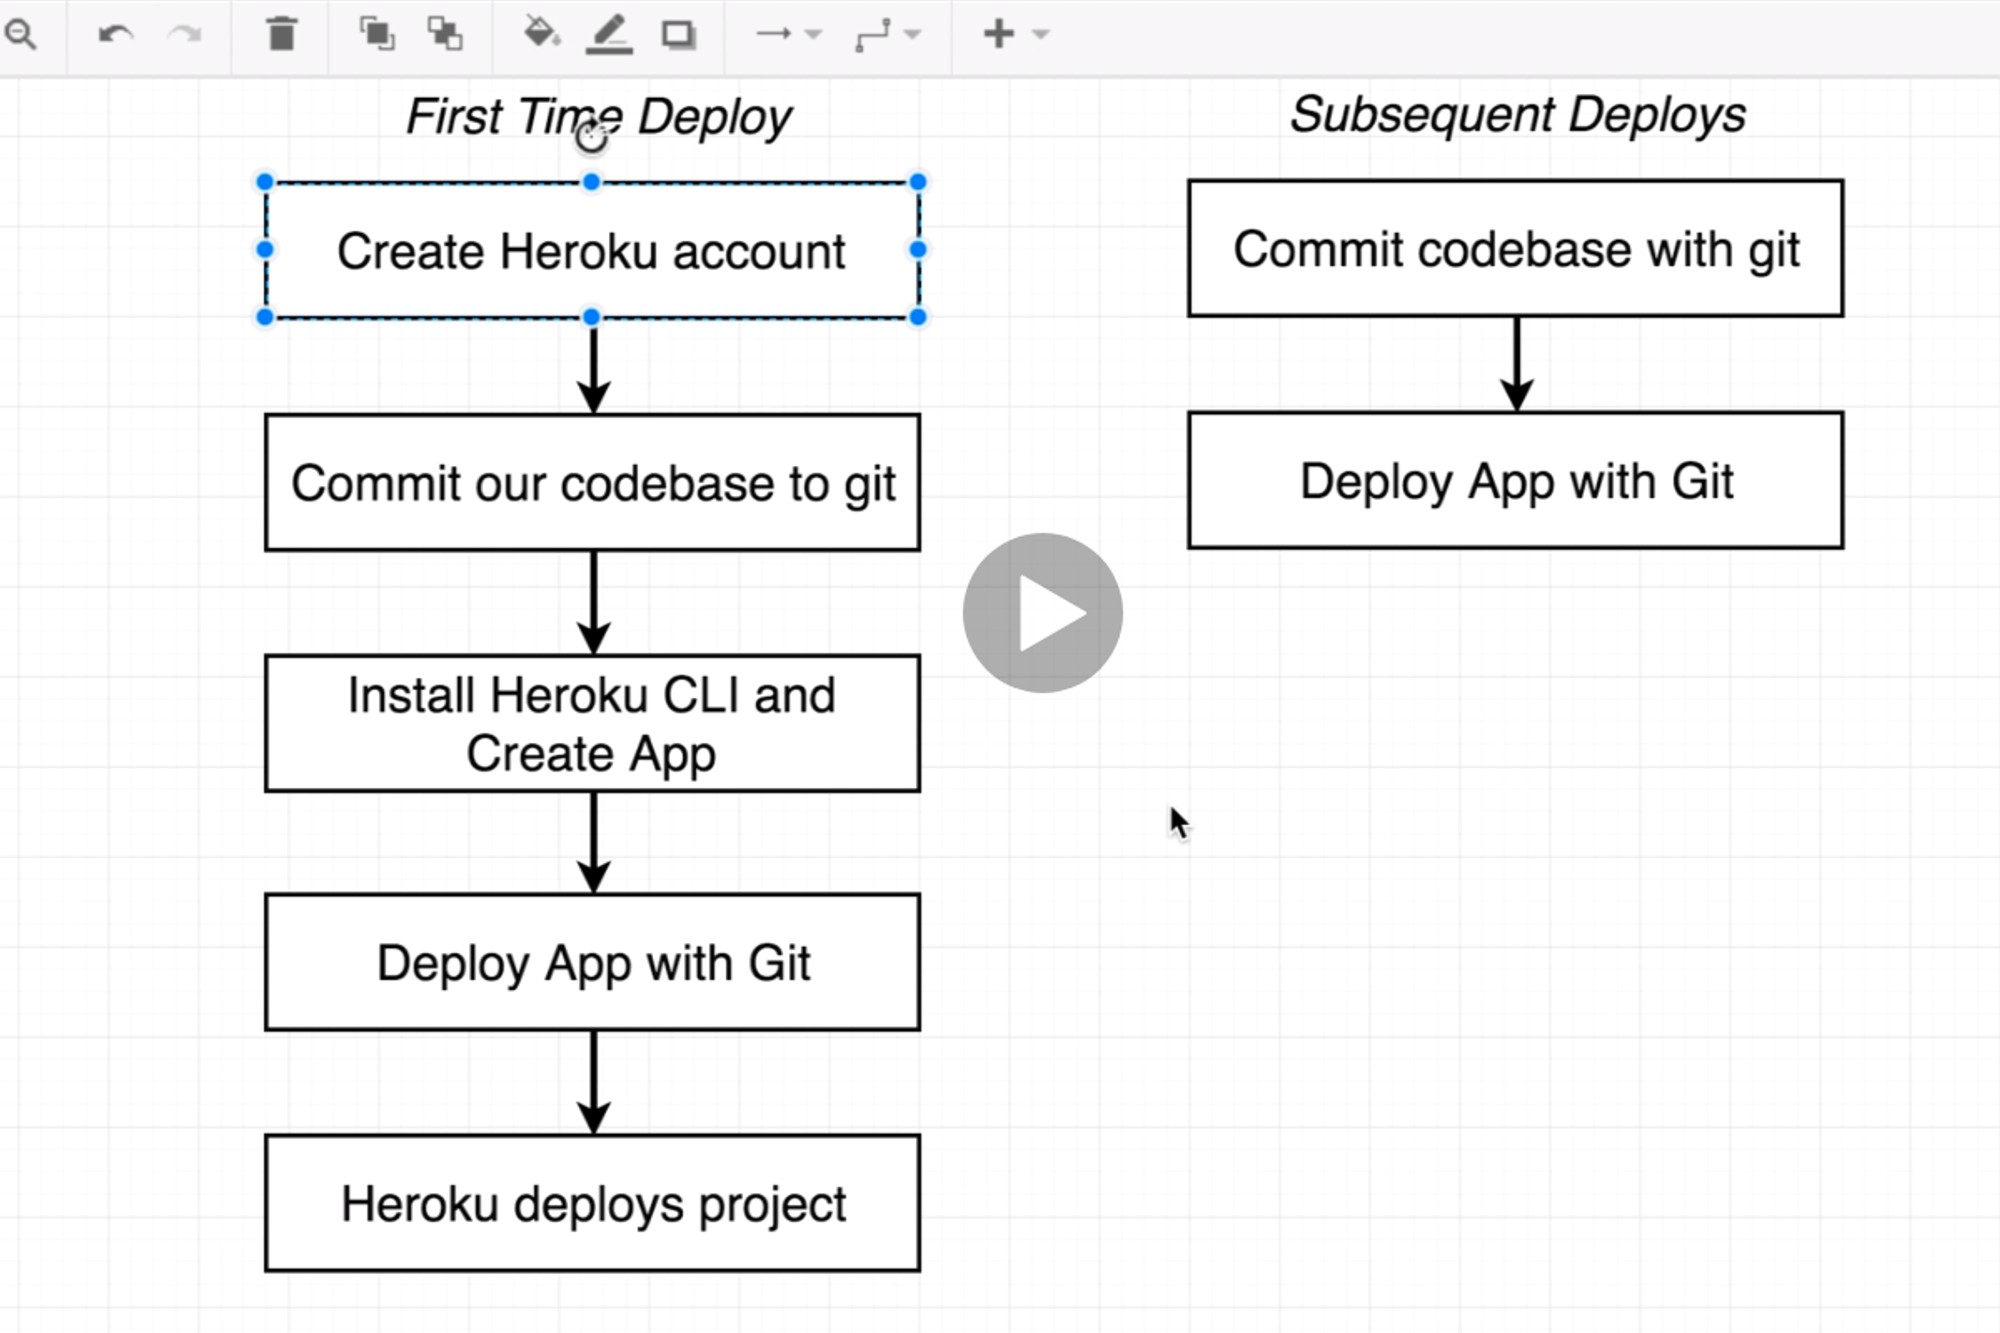 First Time Deploy
Create Heroku account
Commit our codebase to git
Install Heroku CLI and
Create App
Deploy App with Git
Heroku deploys project
Subsequent Deploys
Commit codebase with git
Deploy App with Git